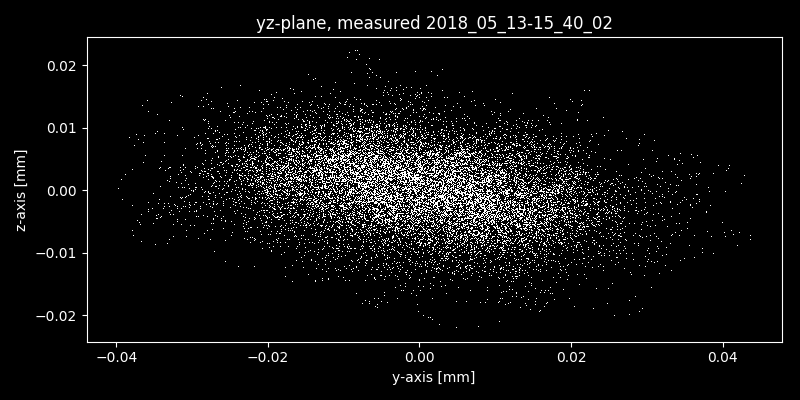 yz-plane, measured 2018_05_13-15_40_02
0.02
0.01
0.00
−0.01
−0.02
z-axis [mm]
−0.04 −0.02 0.00 0.02 0.04
y-axis [mm]